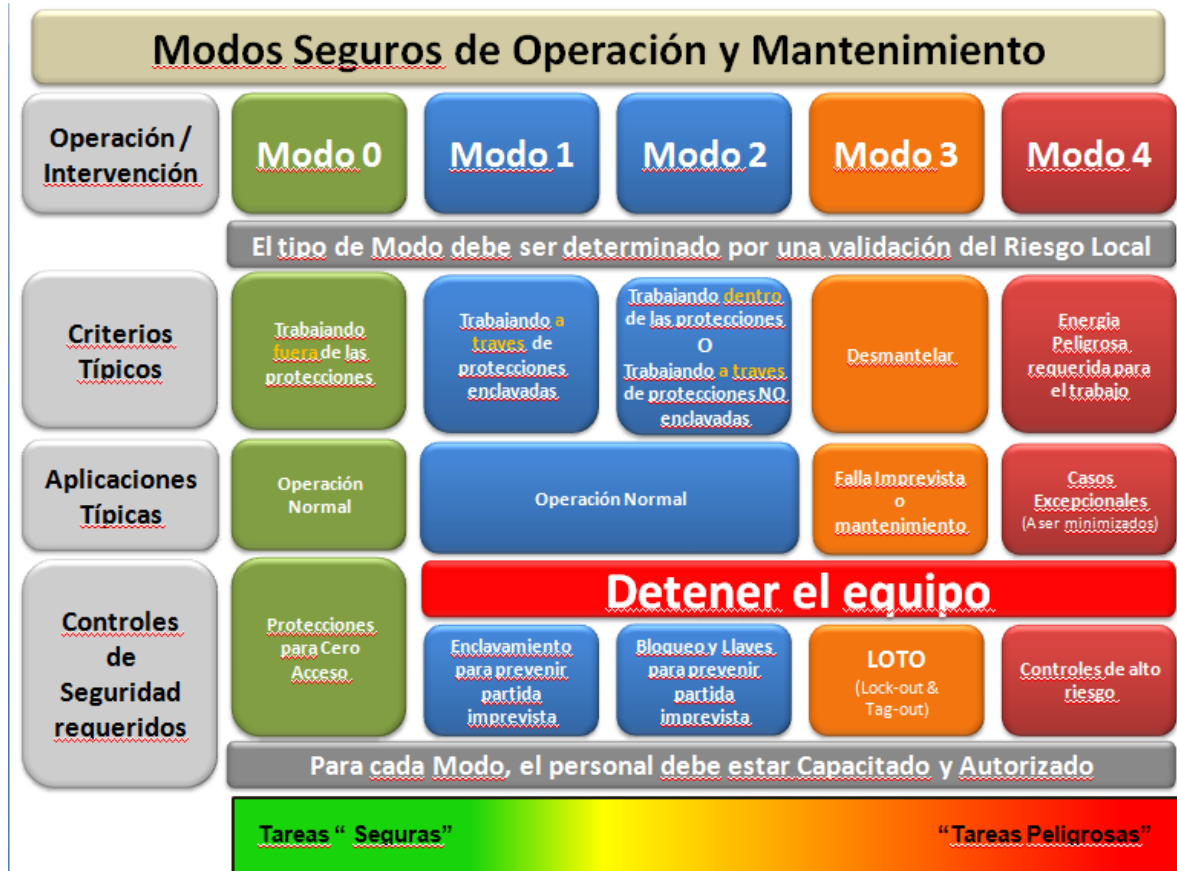 Modos Seguros de Operación y Mantenimiento
Operación /
Intervención
Modo 0
Modo 1
Modo 2
Modo 3
Modo 4
El tipo de Modo debe ser determinado por una validación del Riesgo Local
Criterios
Típicos
Trabajando
fuera de las
protecciones
Trabajando a
traves de
protecciones
enclavadas
Trabajando dentro
de las protecciones
O
Trabajando a traves
de protecciones NO
enclavadas
Desmantelar
Energia
Peligrosa
requerida para
el trabajo
Aplicaciones
Típicas
Operación
Normal
Operación Normal
Falla Imprevista
o
mantenimiento
Casos
Excepcionales
(A ser minimizados)
Controles
de
Seguridad
requeridos
Protecciones
para Cero
Acceso
Detener el equipo
Enclavamiento
para prevenir
partida
imprevista
Bloqueo y Llaves
para prevenir
partida
imprevista
LOTO
(Lock-out &
Tag-out)
Controles de alto
riesgo
Para cada Modo, el personal debe estar Capacitado y Autorizado
Tareas “ Seguras”
“Tareas Peligrosas”